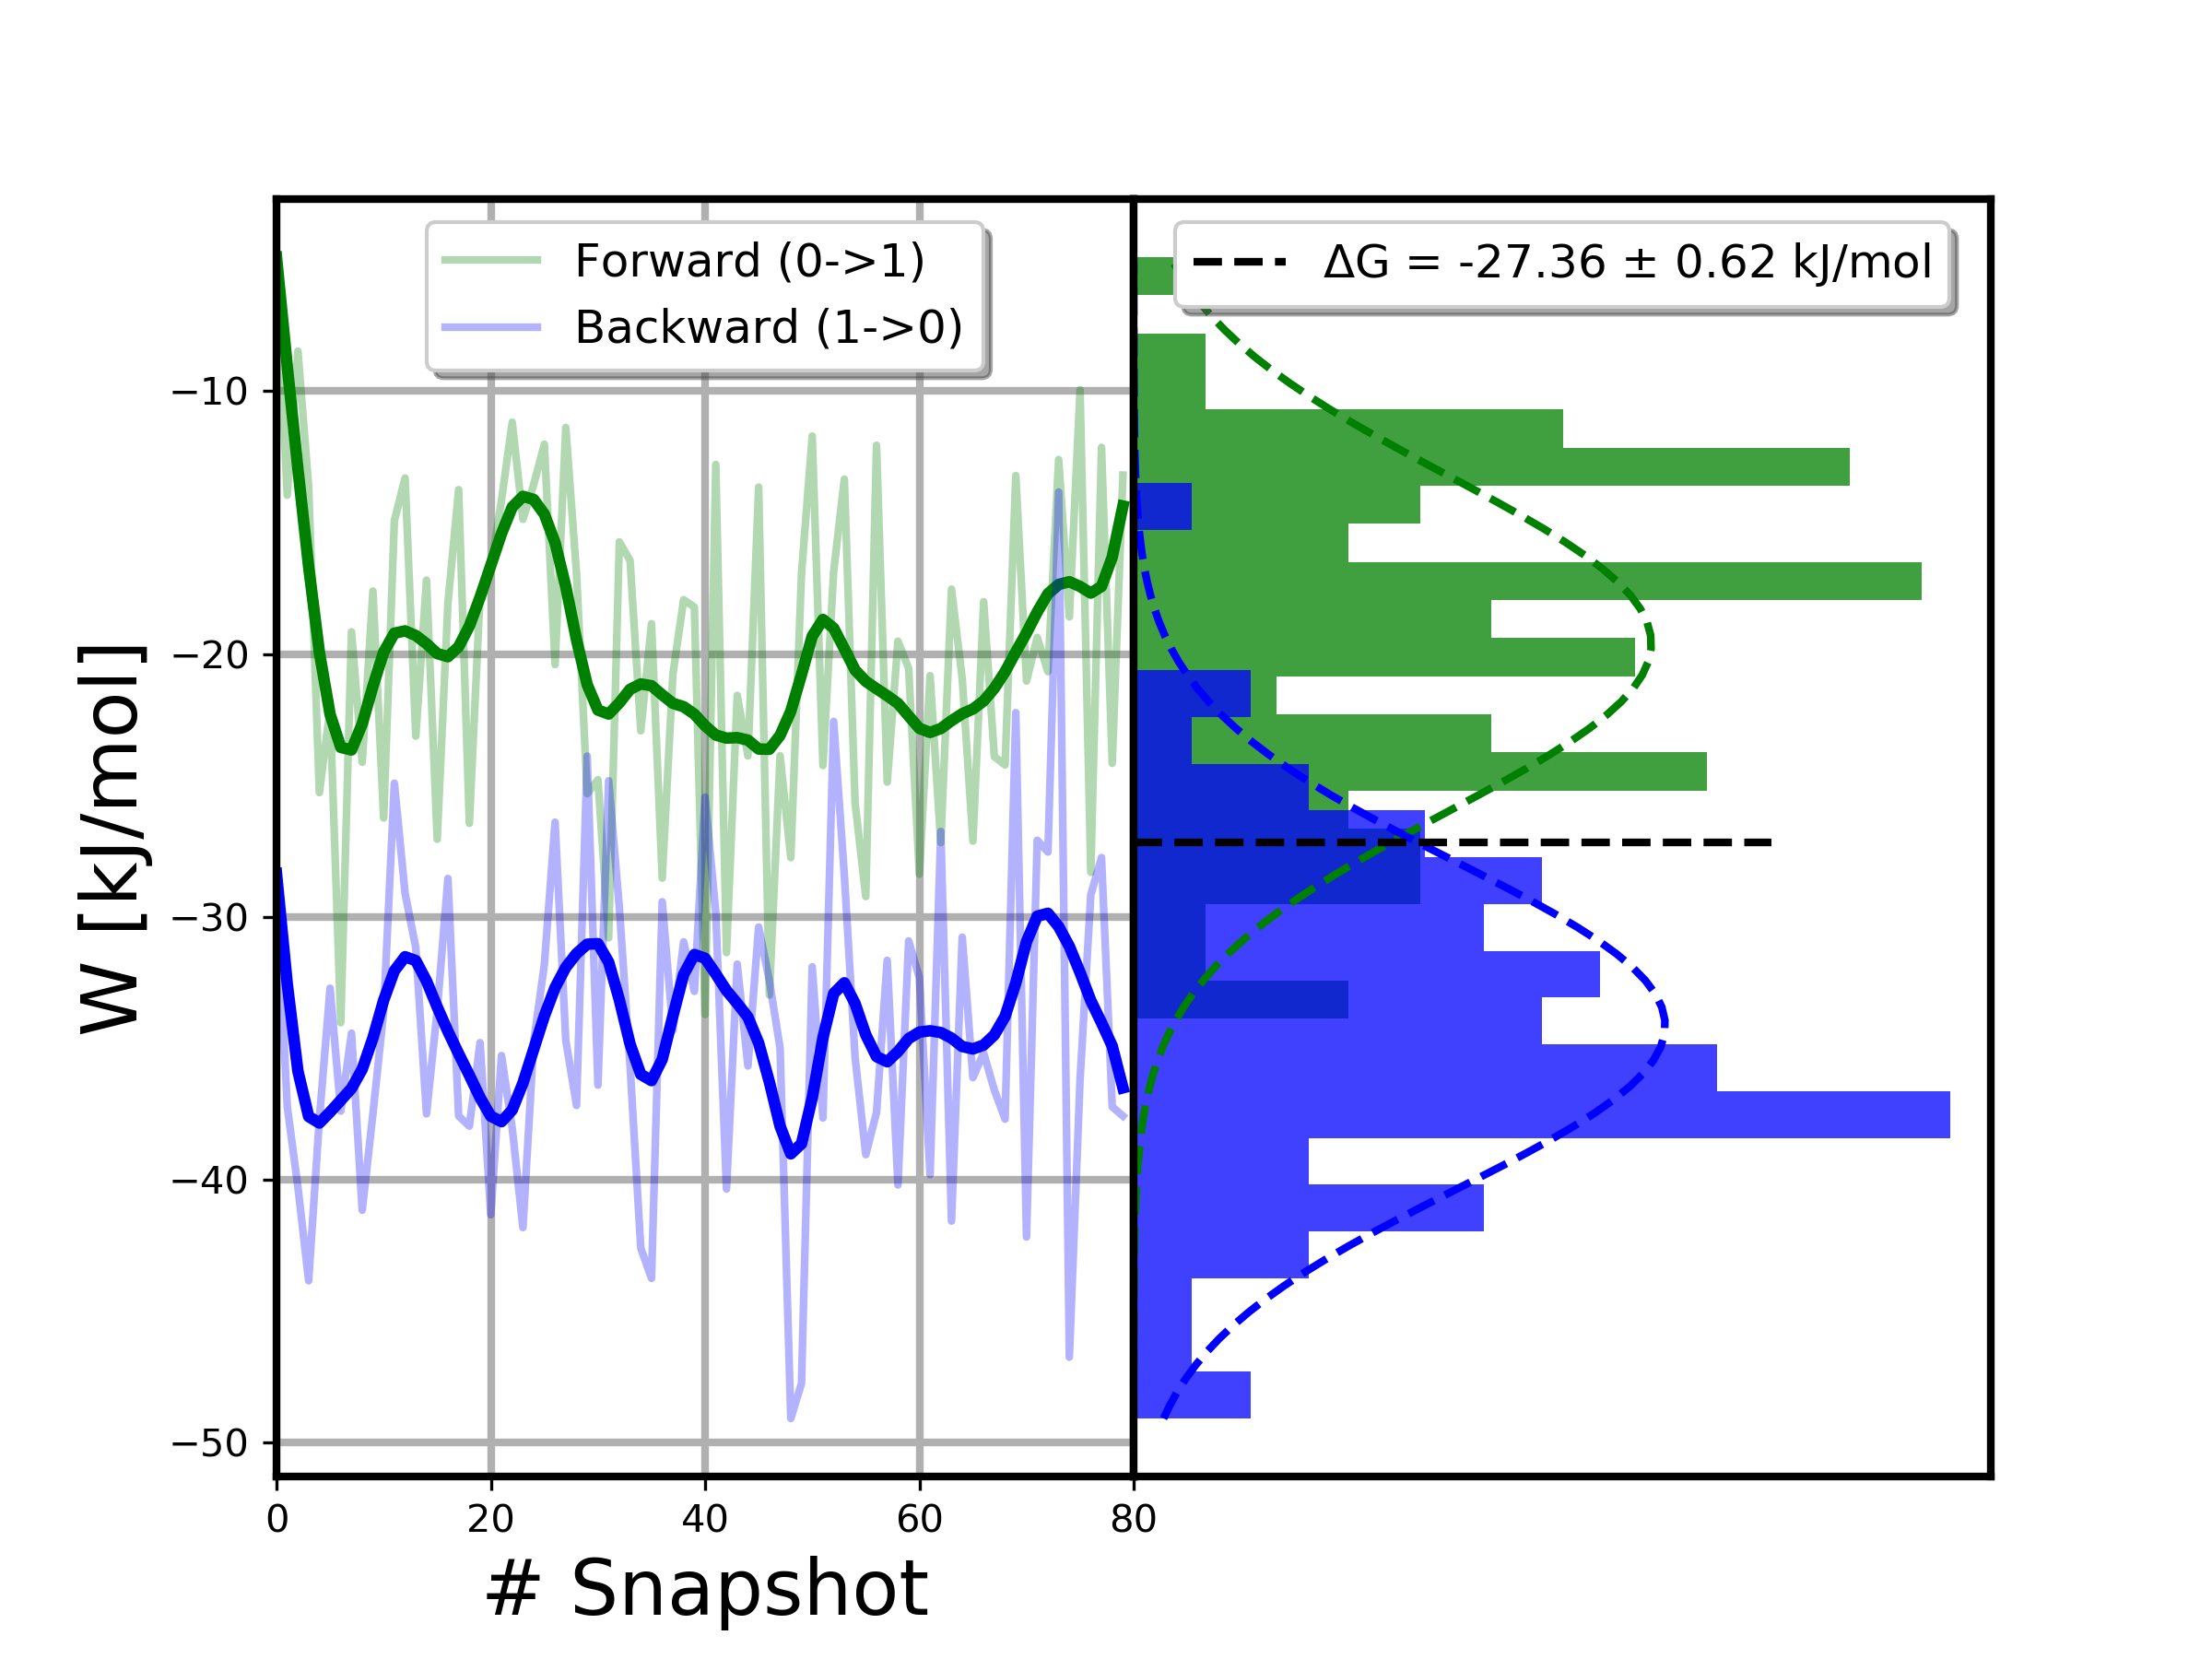 Forward (0->1)
Backward (1->0)
ΔG = -27.36 ± 0.62 kJ/mol
W [kJ/mol]
−10
−20
−30
−40
−50
0
20
40
60
80
# Snapshot